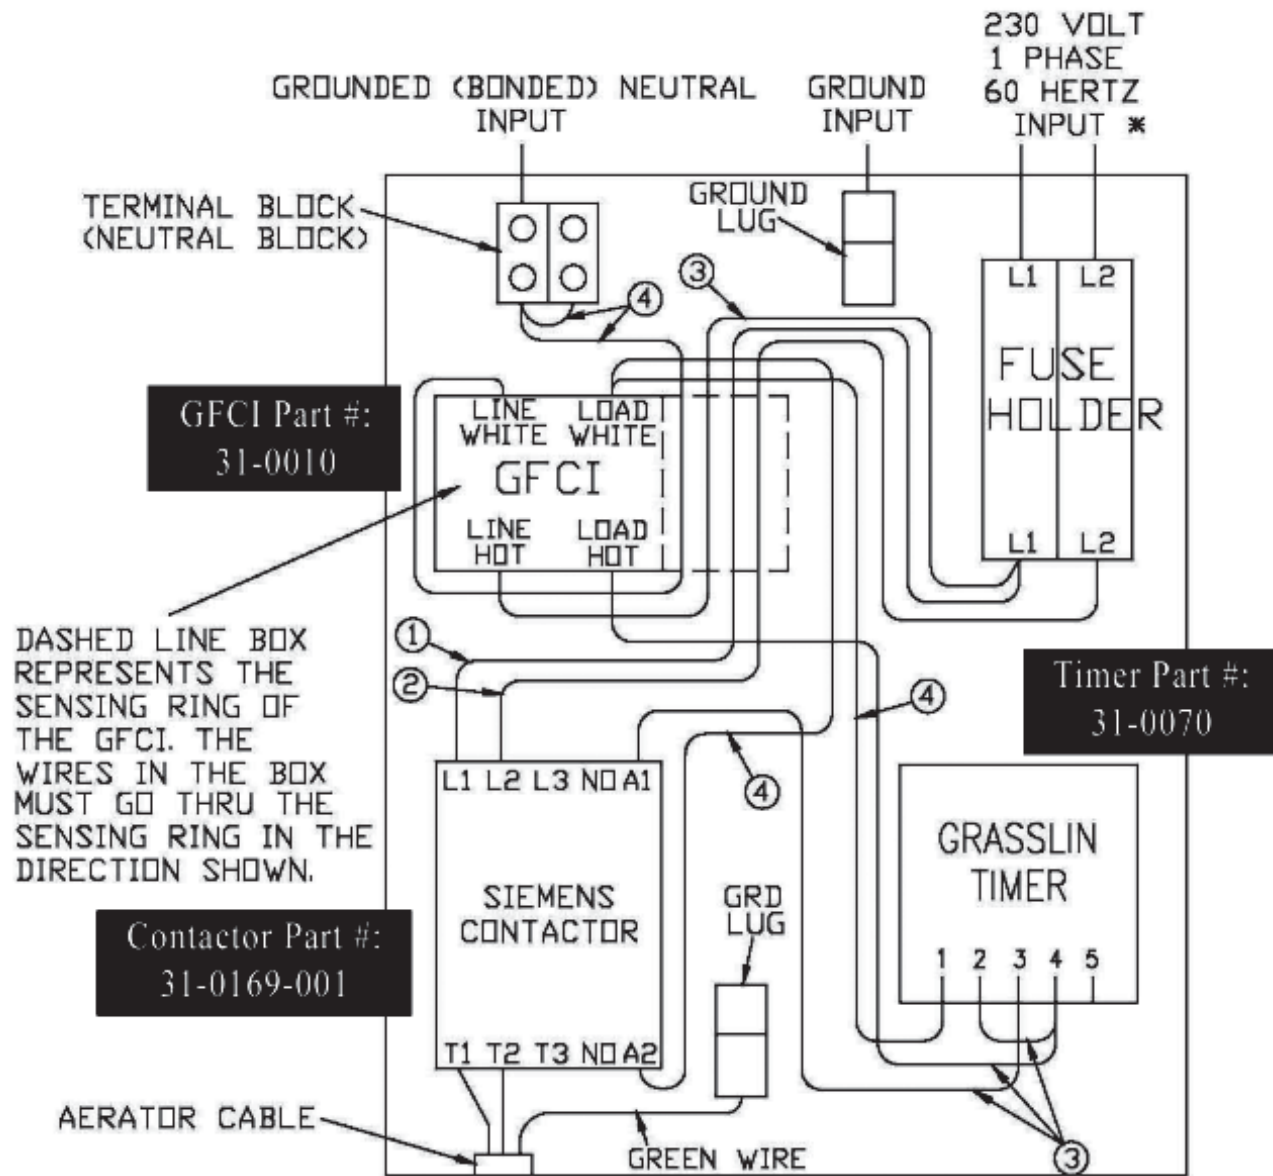 230 VOLT
1 PHASE
60 HERTZ
INPUT *
GROUNDED (BONDED) NEUTRAL
INPUT
GROUND
INPUT
TERMINAL BLOCK
(NEUTRAL BLOCK)
GROUND
LUG
L1 L2
FUSE
HOLDER
L1 L2
3
4
GFCI Part #:
31-0010
LINE
WHITE
LOAD
WHITE
GFCI
LINE
HOT
LOAD
HOT
DASHED LINE BOX
REPRESENTS THE
SENSING RING OF
THE GFCI. THE
WIRES IN THE BOX
MUST GO THRU THE
SENSING RING IN THE
DIRECTION SHOWN.
1
2
4
4
Timer Part #:
31-0070
L1 L2 L3 NO A1
SIEMENS
CONTACTOR
T1 T2 T3 NO A2
Contactor Part #:
31-0169-001
GRD
LUG
GRASSLIN
TIMER
1 2 3 4 5
AERATOR CABLE
GREEN WIRE
3